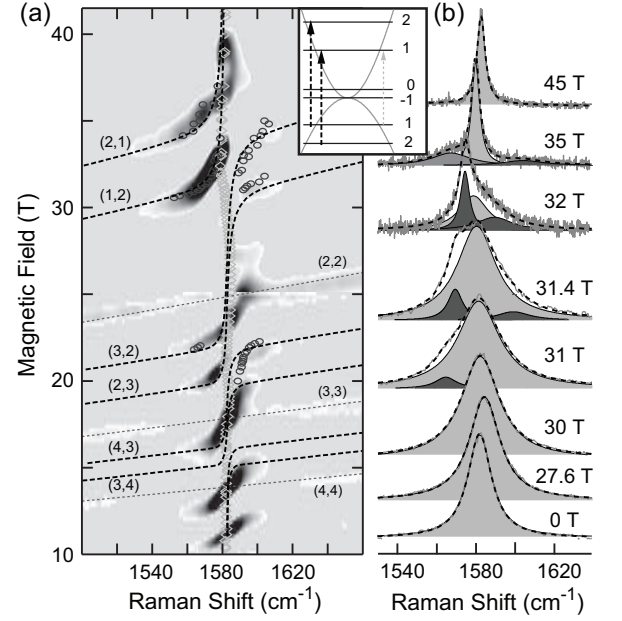 (a)
(b)
40
30
20
10
Magnetic Field (T)
(2,1)
(1,2)
(2,2)
(3,2)
(2,3)
(3,3)
(4,3)
(3,4)
(4,4)
1540
1580
1620
Raman Shift (cm-1)
2
1
0
-1
1
2
45 T
35 T
32 T
31.4 T
31 T
30 T
27.6 T
0 T
1540
1580
1620
Raman Shift (cm-1)